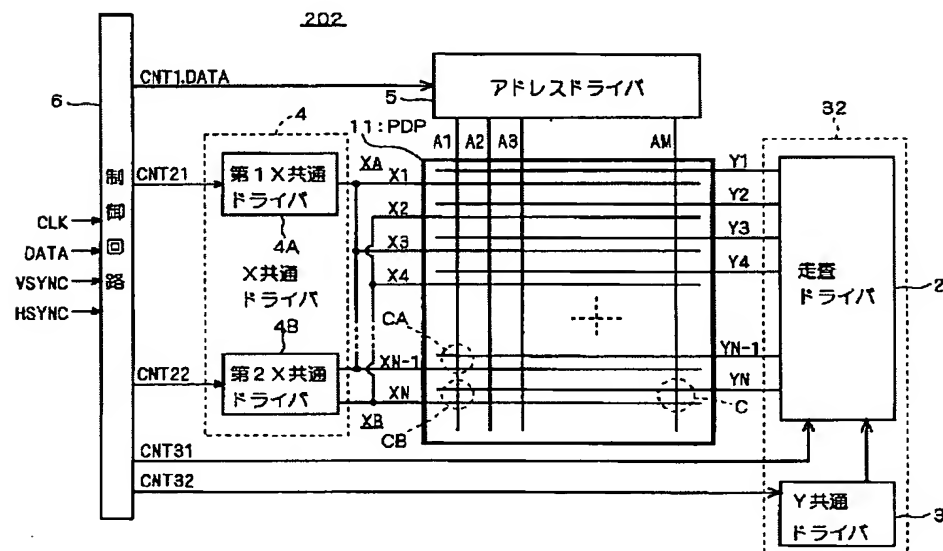 202
CNT1,DATA
アドレスドライバ
6
5
4
32
11:PDP
A1 A2 A3 AM
制御回路
CNT21
第1X共通
ドライバ
4A
XA
X1
X2
X3
X4
Y1
Y2
Y3
Y4
走査
ドライバ
2
CLK
DATA
VSYNC
HSYNC
X共通
ドライバ
4B
第2X共通
ドライバ
CNT22
CA
XN-1
XN
XB
CB
C
YN-1
YN
CNT31
CNT32
Y共通
ドライバ
3